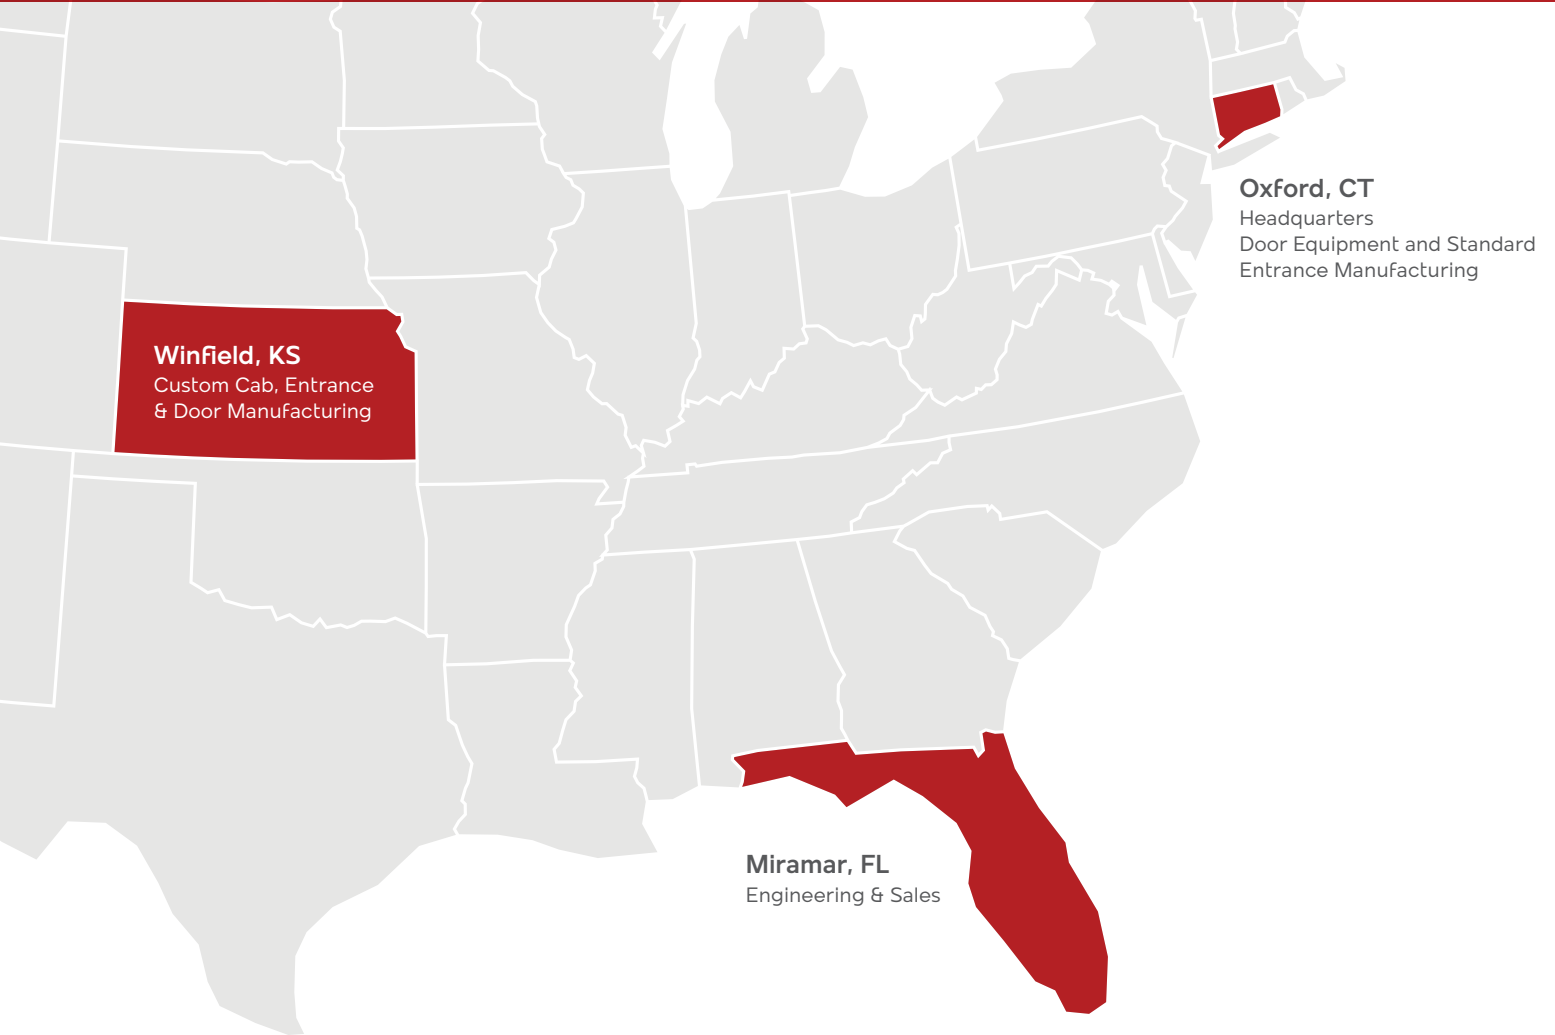 Oxford, CT
Headquarters
Door Equipment and Standard
Entrance Manufacturing
Winfield, KS
Custom Cab, Entrance
& Door Manufacturing
Miramar, FL
Engineering & Sales